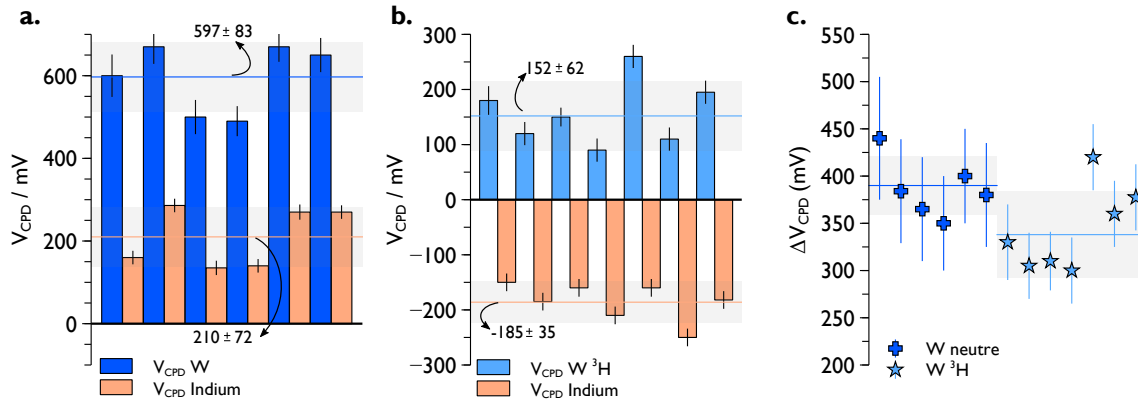 a.
597 ± 83
600
400
200
0
V_CPD / mV
210 ± 72
V_CPD W
V_CPD Indium
b.
300
200
100
0
−100
−200
−300
V_CPD / mV
152 ± 62
-185 ± 35
V_CPD W ³H
V_CPD Indium
c.
550
500
450
400
350
300
250
200
ΔV_CPD (mV)
W neutre
W ³H